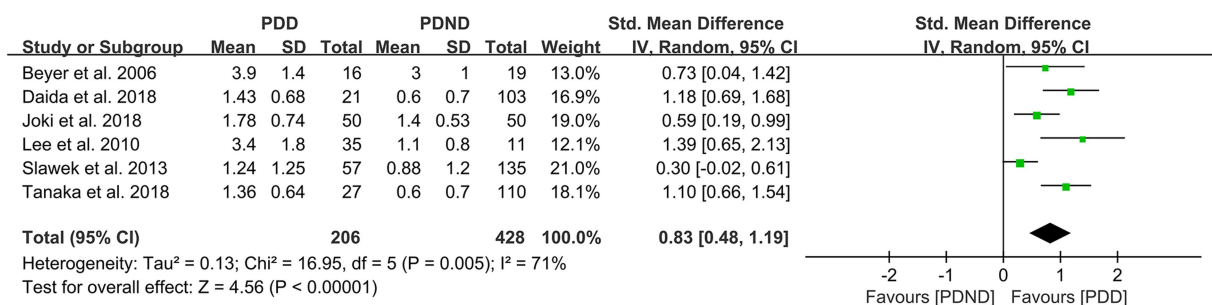 PDD PDND Std. Mean Difference Std. Mean Difference
Study or Subgroup Mean SD Total Mean SD Total Weight IV, Random, 95% CI IV, Random, 95% CI
Beyer et al. 2006 3.9 1.4 16 3 1 19 13.0% 0.73 [0.04, 1.42]
Daida et al. 2018 1.43 0.68 21 0.6 0.7 103 16.9% 1.18 [0.69, 1.68]
Joki et al. 2018 1.78 0.74 50 1.4 0.53 50 19.0% 0.59 [0.19, 0.99]
Lee et al. 2010 3.4 1.8 35 1.1 0.8 11 12.1% 1.39 [0.65, 2.13]
Slawek et al. 2013 1.24 1.25 57 0.88 1.2 135 21.0% 0.30 [-0.02, 0.61]
Tanaka et al. 2018 1.36 0.64 27 0.6 0.7 110 18.1% 1.10 [0.66, 1.54]
Total (95% CI) 206 428 100.0% 0.83 [0.48, 1.19]
Heterogeneity: Tau² = 0.13; Chi² = 16.95, df = 5 (P = 0.005); I² = 71%
Test for overall effect: Z = 4.56 (P < 0.00001)
-2 -1 0 1 2
Favours [PDND] Favours [PDD]